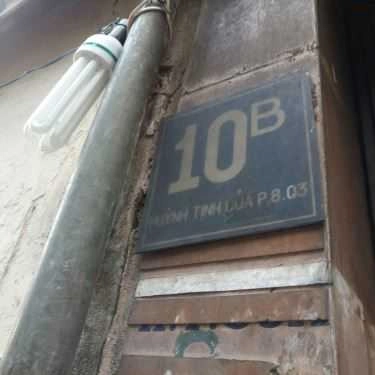 10B
HUỲNH TỊNH CỦA P.8.Q3